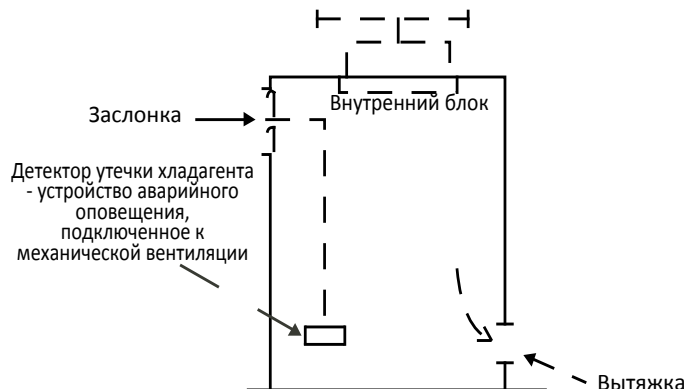 Внутренний блок
Заслонка
Детектор утечки хладагента
- устройство аварийного
оповещения,
подключенное к
механической вентиляции
Вытяжка